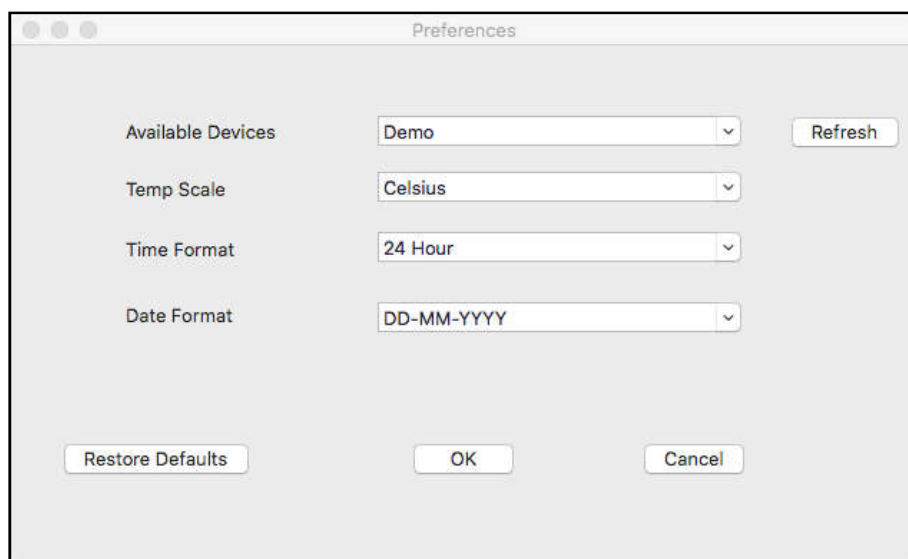 Preferences
Available Devices Demo Refresh
Temp Scale Celsius
Time Format 24 Hour
Date Format DD-MM-YYYY
Restore Defaults OK Cancel